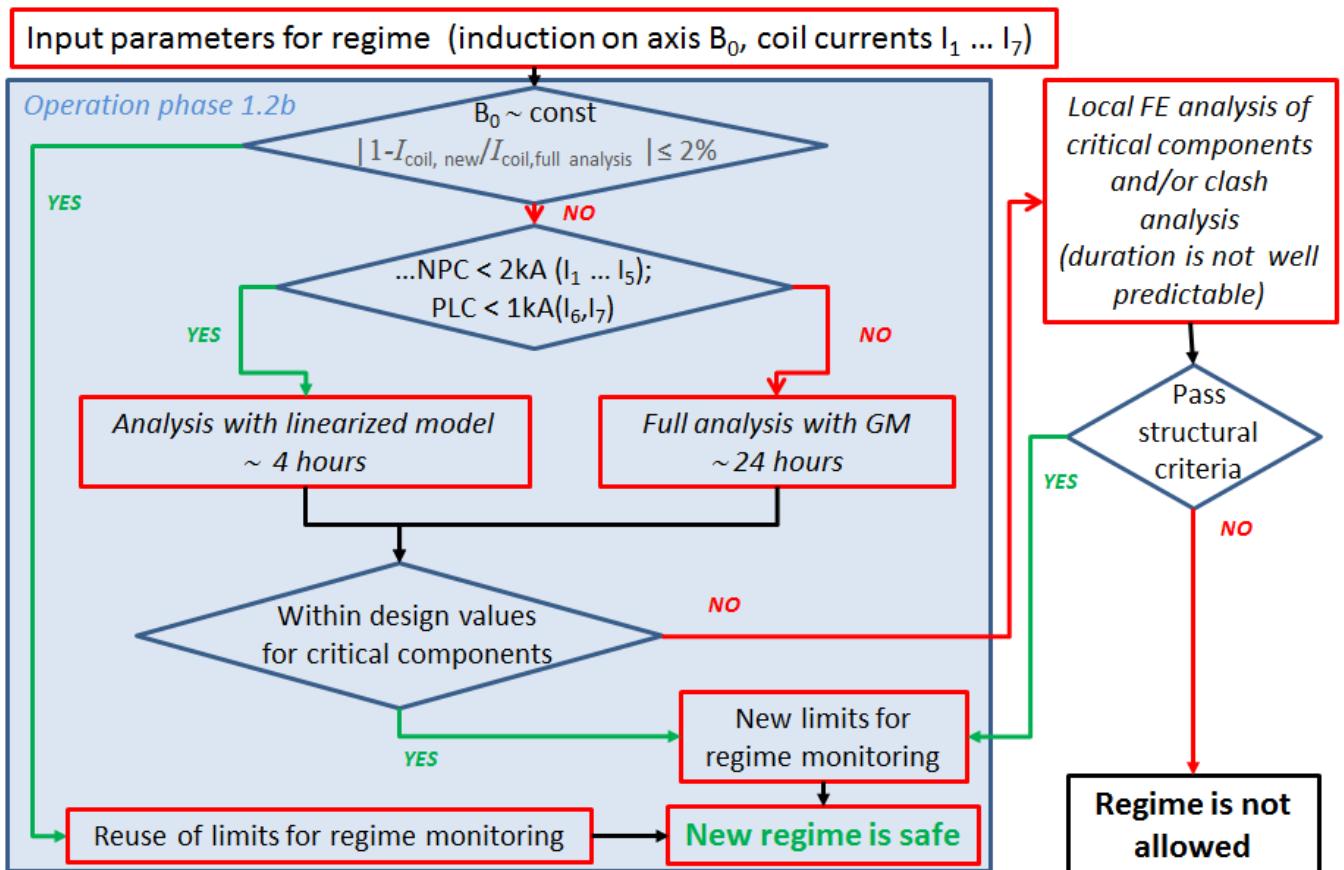 Input parameters for regime (induction on axis B₀, coil currents I₁ ... I₇)
Operation phase 1.2b
B₀ ~ const
|1-I_coil, new/I_coil,full analysis | ≤ 2%
YES
NO
...NPC < 2kA (I₁ ... I₅);
PLC < 1kA(I₆,I₇)
YES
NO
Analysis with linearized model
~ 4 hours
Full analysis with GM
~24 hours
Within design values
for critical components
NO
YES
New limits for
regime monitoring
Reuse of limits for regime monitoring
New regime is safe
Local FE analysis of
critical components
and/or clash
analysis
(duration is not well
predictable)
Pass
structural
criteria
YES
NO
Regime is not
allowed